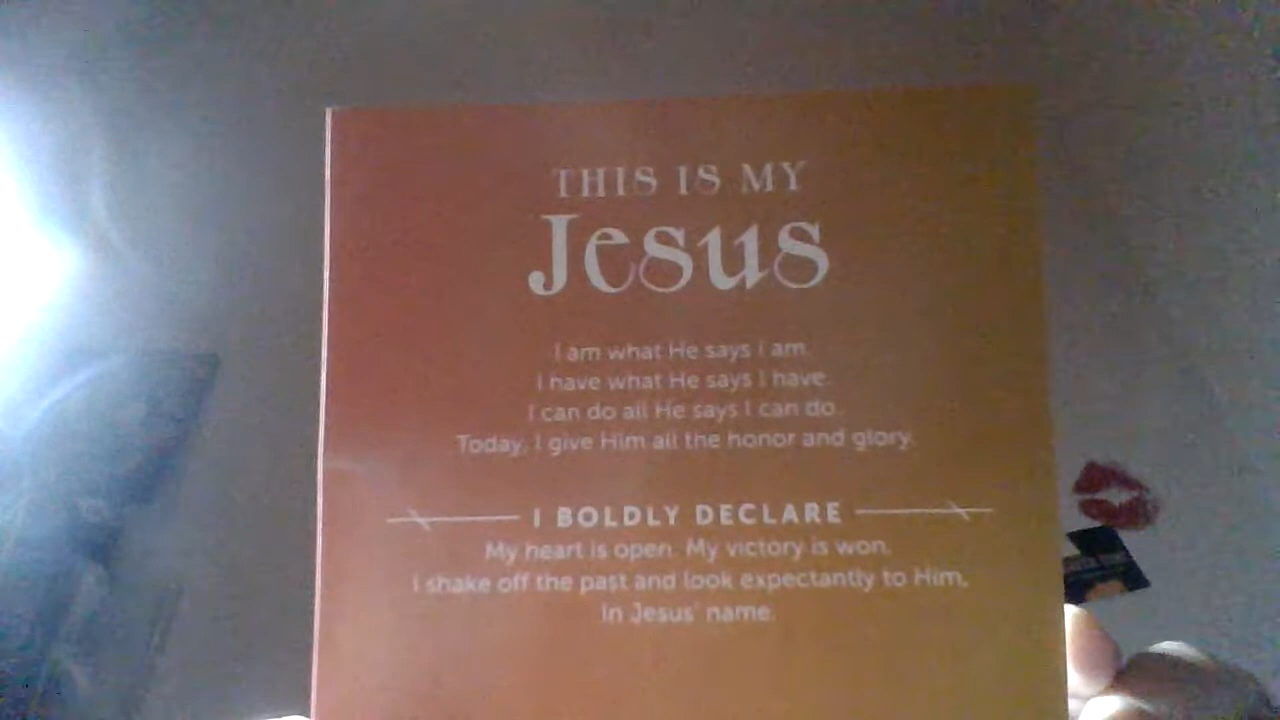 THIS IS MY
Jesus
I am what He says I am.
I have what He says I have.
I can do all He says I can do.
Today, I give Him all the honor and glory.
I BOLDLY DECLARE
My heart is open. My victory is won.
I shake off the past and look expectantly to Him,
In Jesus' name.